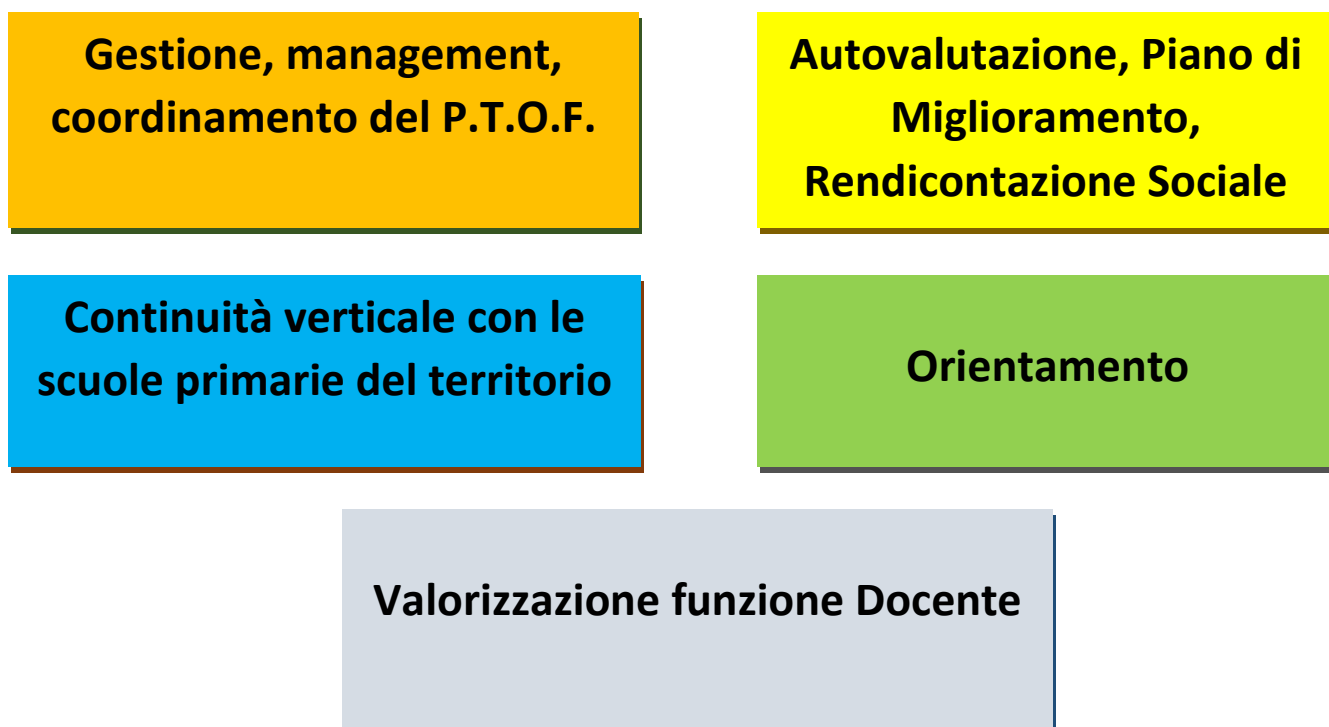 Gestione, management,
coordinamento del P.T.O.F.
Autovalutazione, Piano di
Miglioramento,
Rendicontazione Sociale
Continuità verticale con le
scuole primarie del territorio
Orientamento
Valorizzazione funzione Docente